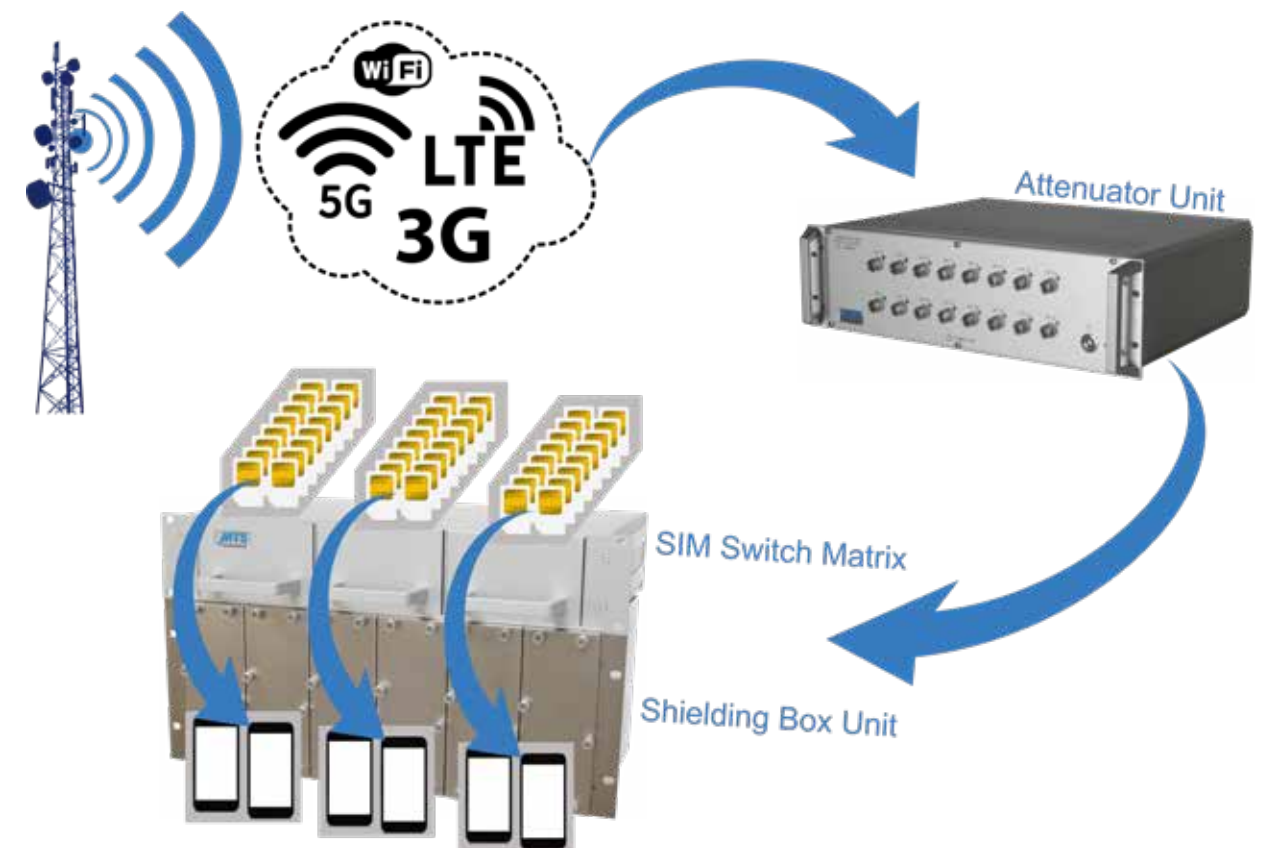 WiFi
5G
LTE
3G
Attenuator Unit
MTS
SIM Switch Matrix
Shielding Box Unit